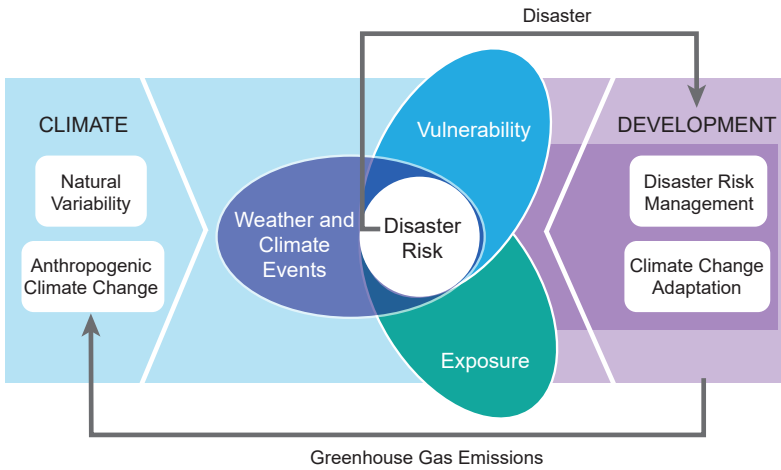 Disaster
CLIMATE
Natural
Variability
Anthropogenic
Climate Change
Weather and
Climate
Events
Vulnerability
Disaster
Risk
Exposure
DEVELOPMENT
Disaster Risk
Management
Climate Change
Adaptation
Greenhouse Gas Emissions